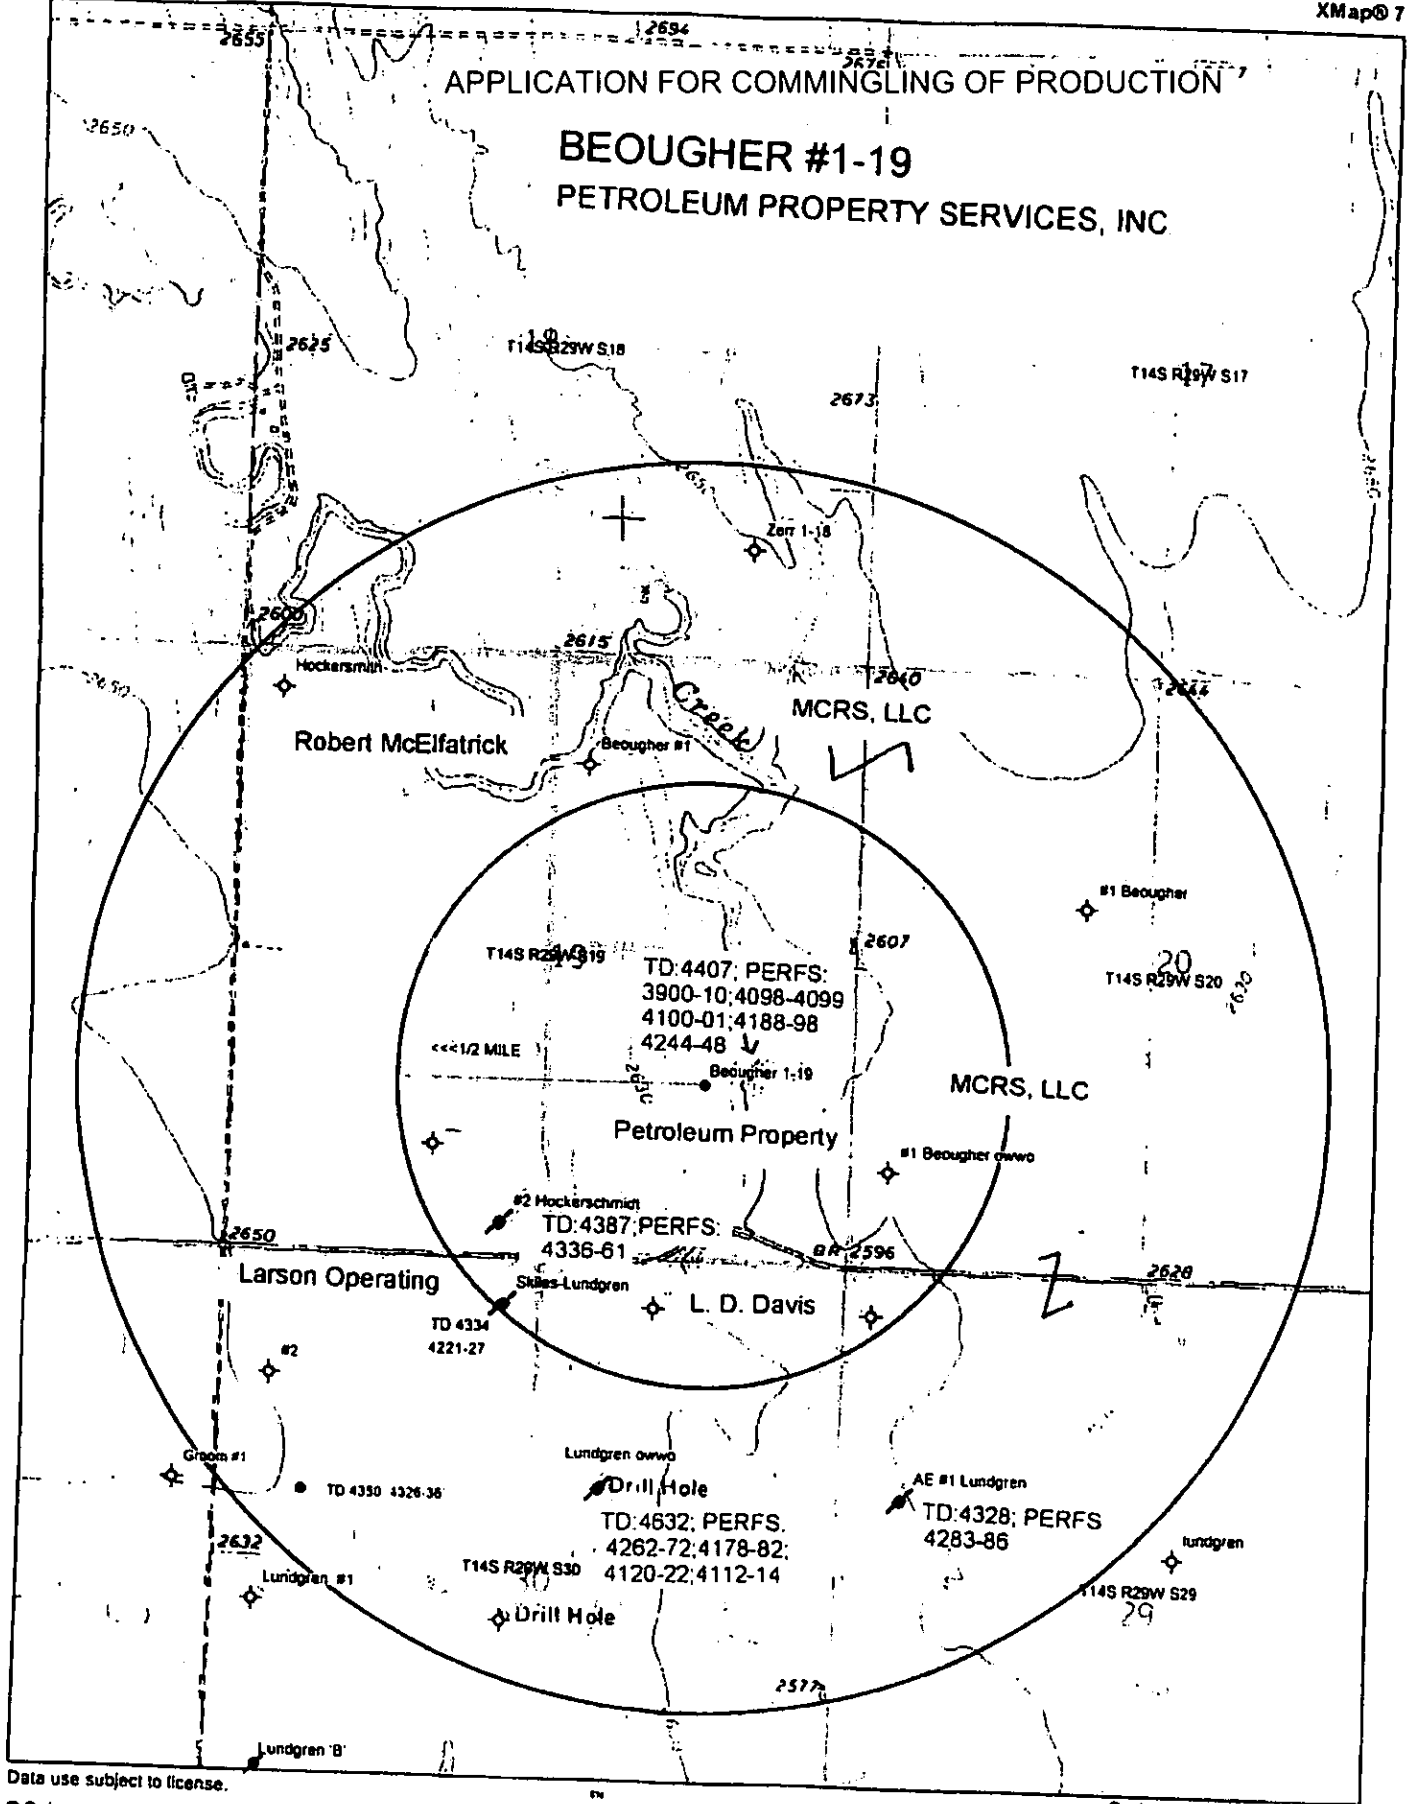 XMap® 7
2655
2694
2676
APPLICATION FOR COMMINGLING OF PRODUCTION
2650
BEOUGHER #1-19
PETROLEUM PROPERTY SERVICES, INC
2625
T14S R29W S18
T14S R29W S17
2673
Zerr 1-18
2600
2615
Hockersmith
2650
2640
2644
Creek
MCRS, LLC
Robert McElfatrick
Beougher #1
#1 Beougher
2607
T14S R29W S19
20
T14S R29W S20
2630
TD:4407; PERFS:
3900-10;4098-4099
4100-01;4188-98
4244-48
<<<1/2 MILE
2630
Beougher 1-19
MCRS, LLC
Petroleum Property
#1 Beougher owwo
#2 Hockerschmidt
TD:4387;PERFS:
4336-61
2650
BR 2596
Larson Operating
2628
Skiles-Lundgren
L. D. Davis
TD 4334
4221-27
#2
Groom #1
Lundgren owwo
AE #1 Lundgren
TD 4350 4326-36
Drill Hole
TD:4632; PERFS.
4262-72;4178-82;
4120-22;4112-14
TD:4328; PERFS
4283-86
2632
lundgren
T14S R29W S30
30
Lundgren #1
T14S R29W S29
29
Drill Hole
2577
Lundgren 'B'
Data use subject to license.